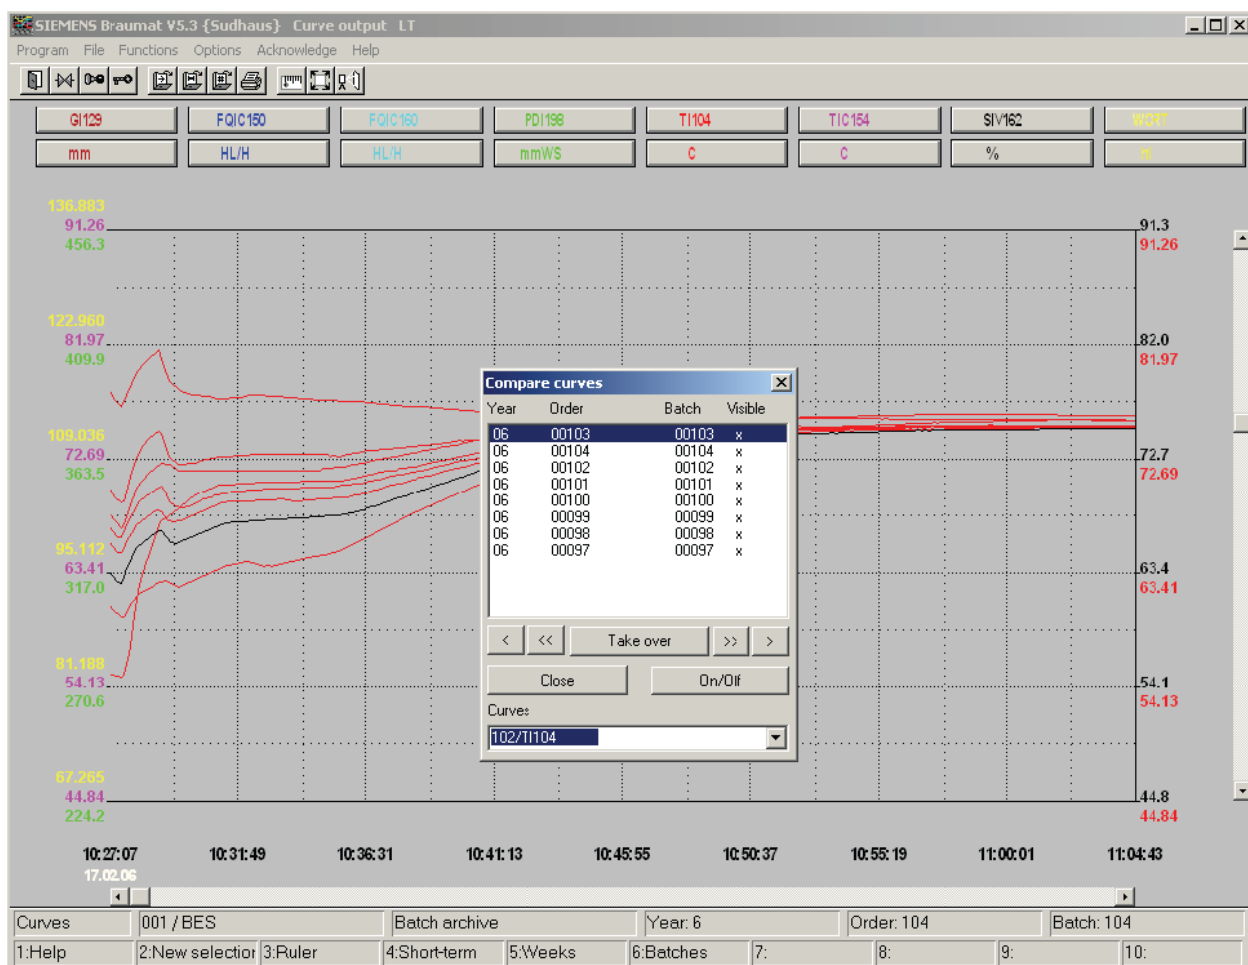 SIEMENS Braumat V5.3 {Sudhaus} Curve output LT
Program File Functions Options Acknowledge Help
GI129 FQIC150 FQIC160 PDI198 TI104 TIC154 SIV162 WORT
mm HL/H HL/H mmWS C C % hl
136.883
91.26 91.3
456.3 91.26
122.960
81.97 82.0
409.9 81.97
Compare curves
Year Order Batch Visible
06 00103 00103 x
06 00104 00104 x
06 00102 00102 x
06 00101 00101 x
06 00100 00100 x
06 00099 00099 x
06 00098 00098 x
06 00097 00097 x
< << Take over >> >
Close On/Off
Curves
102/TI104
109.036
72.69 72.7
363.5 72.69
95.112
63.41 63.4
317.0 63.41
81.188
54.13 54.1
270.6 54.13
67.265
44.84 44.8
224.2 44.84
10:27:07 10:31:49 10:36:31 10:41:13 10:45:55 10:50:37 10:55:19 11:00:01 11:04:43
17.02.06
Curves 001 / BES Batch archive Year: 6 Order: 104 Batch: 104
1:Help 2:New selection 3:Ruler 4:Short-term 5:Weeks 6:Batches 7: 8: 9: 10: